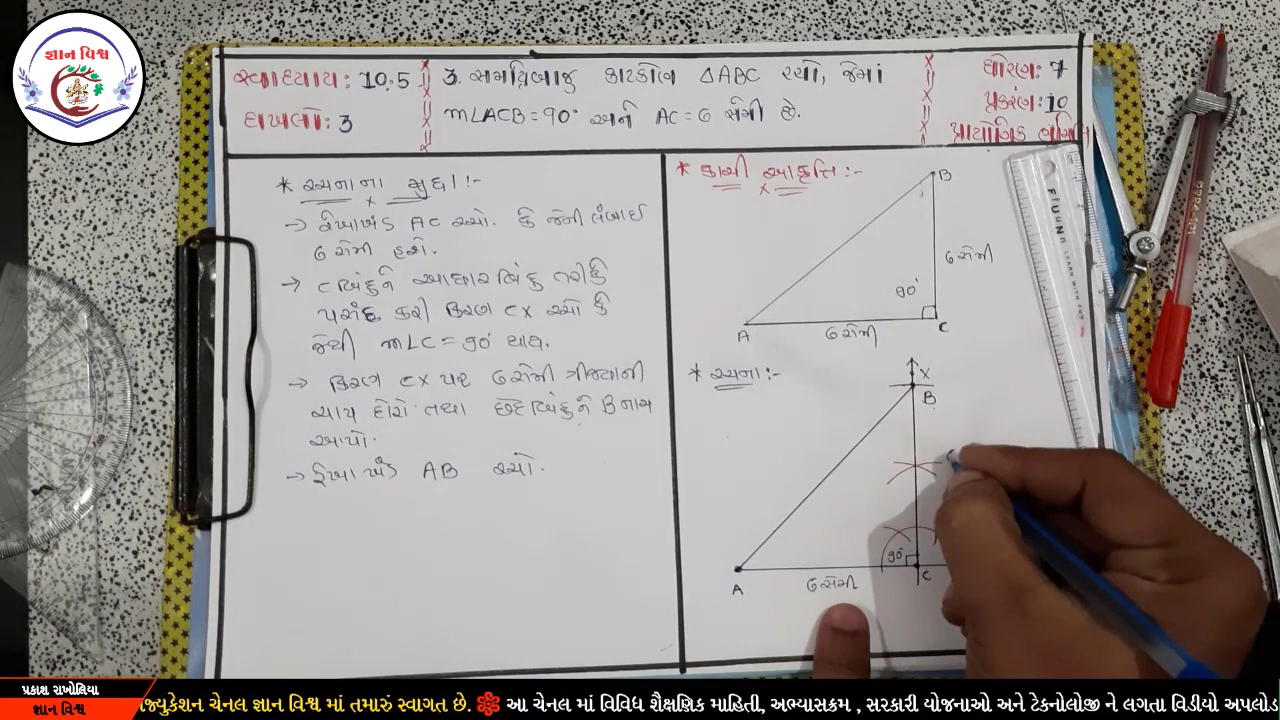 જ્ઞાન વિશ્વ
સ્વાધ્યાય: 10.5
દાખલો: 3
3. સમદ્વિબાજુ કાટકોણ △ABC રચો, જેમાં
m∠ACB = 90° અને AC = 6 સેમી છે.
ધોરણ: 7
પ્રકરણ: 10
પ્રાયોગિક
* રચનાના મુદ્દા :-
→ રેખાખંડ AC રચો. કે જેની લંબાઈ
6 સેમી હશે.
→ C બિંદુને આધારબિંદુ તરીકે
પસંદ કરી કિરણ CX રચો કે
જેથી m∠C = 90° થાય.
→ કિરણ CX પર 6 સેમી ત્રીજ્યાની
ચાપ દોરો તથા છેદબિંદુને B નામ
આપો.
→ રેખાખંડ AB રચો.
* કાચી આકૃતિ :-
B
6 સેમી
90°
A
6 સેમી
C
* રચના :-
X
B
90°
A
6 સેમી
C
FiUUNA
પ્રકાશ રાખોલિયા
જ્ઞાન વિશ્વ
જ્યુકેશન ચેનલ જ્ઞાન વિશ્વ માં તમારું સ્વાગત છે. આ ચેનલ માં વિવિધ શૈક્ષણિક માહિતી, અભ્યાસક્રમ , સરકારી યોજનાઓ અને ટેકનોલોજી ને લગતા વિડીયો અપલોડ